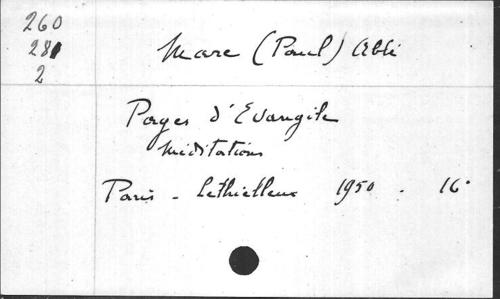 260
281
2
Marc (Paul) Abbé
Pages d'Evangile
Méditations
Paris - Lethielleux 1950 - 16°